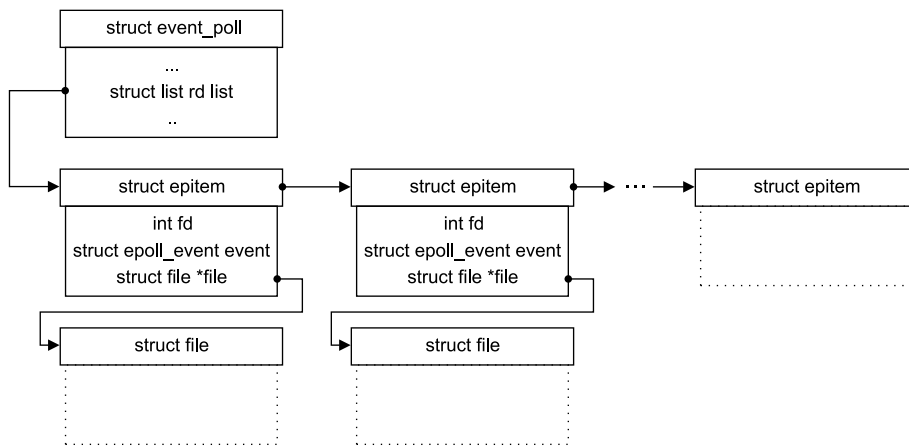 struct event_poll
...
struct list rd list
..
struct epitem
struct epitem
...
struct epitem
int fd
struct epoll_event event
struct file *file
int fd
struct epoll_event event
struct file *file
struct file
struct file